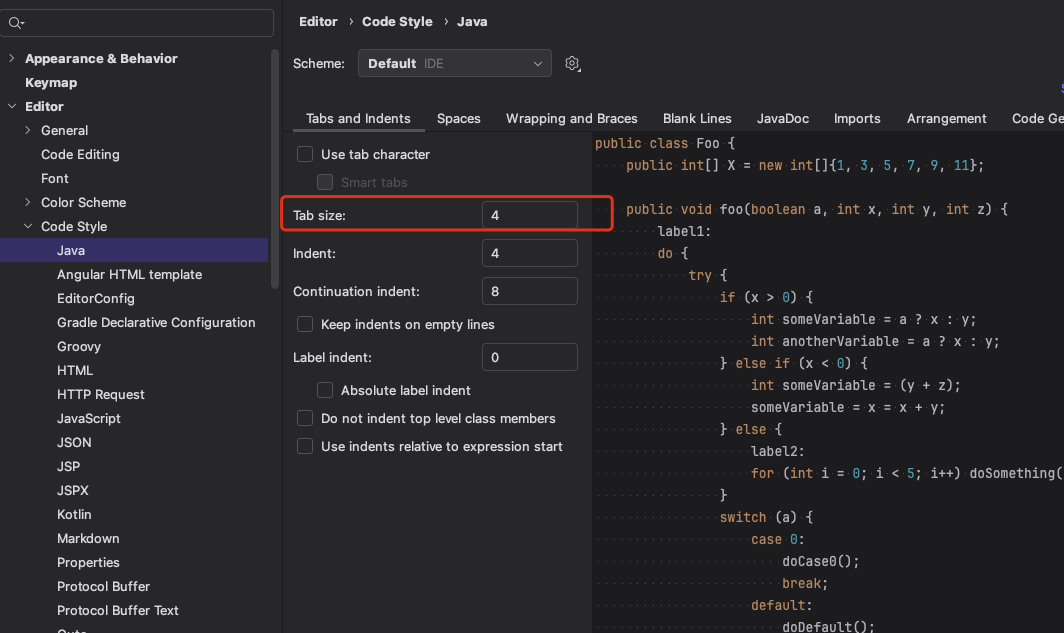 Editor › Code Style › Java
Scheme: Default IDE
Tabs and Indents Spaces Wrapping and Braces Blank Lines JavaDoc Imports Arrangement Code Ge
Appearance & Behavior
Keymap
Editor
General
Code Editing
Font
Color Scheme
Code Style
Java
Angular HTML template
EditorConfig
Gradle Declarative Configuration
Groovy
HTML
HTTP Request
JavaScript
JSON
JSP
JSPX
Kotlin
Markdown
Properties
Protocol Buffer
Protocol Buffer Text
Use tab character
Smart tabs
Tab size: 4
Indent: 4
Continuation indent: 8
Keep indents on empty lines
Label indent: 0
Absolute label indent
Do not indent top level class members
Use indents relative to expression start
public class Foo {
    public int[] X = new int[]{1, 3, 5, 7, 9, 11};

    public void foo(boolean a, int x, int y, int z) {
        label1:
        do {
            try {
                if (x > 0) {
                    int someVariable = a ? x : y;
                    int anotherVariable = a ? x : y;
                } else if (x < 0) {
                    int someVariable = (y + z);
                    someVariable = x = x + y;
                } else {
                    label2:
                    for (int i = 0; i < 5; i++) doSomething(
                }
                switch (a) {
                    case 0:
                        doCase0();
                        break;
                    default:
                        doDefault();